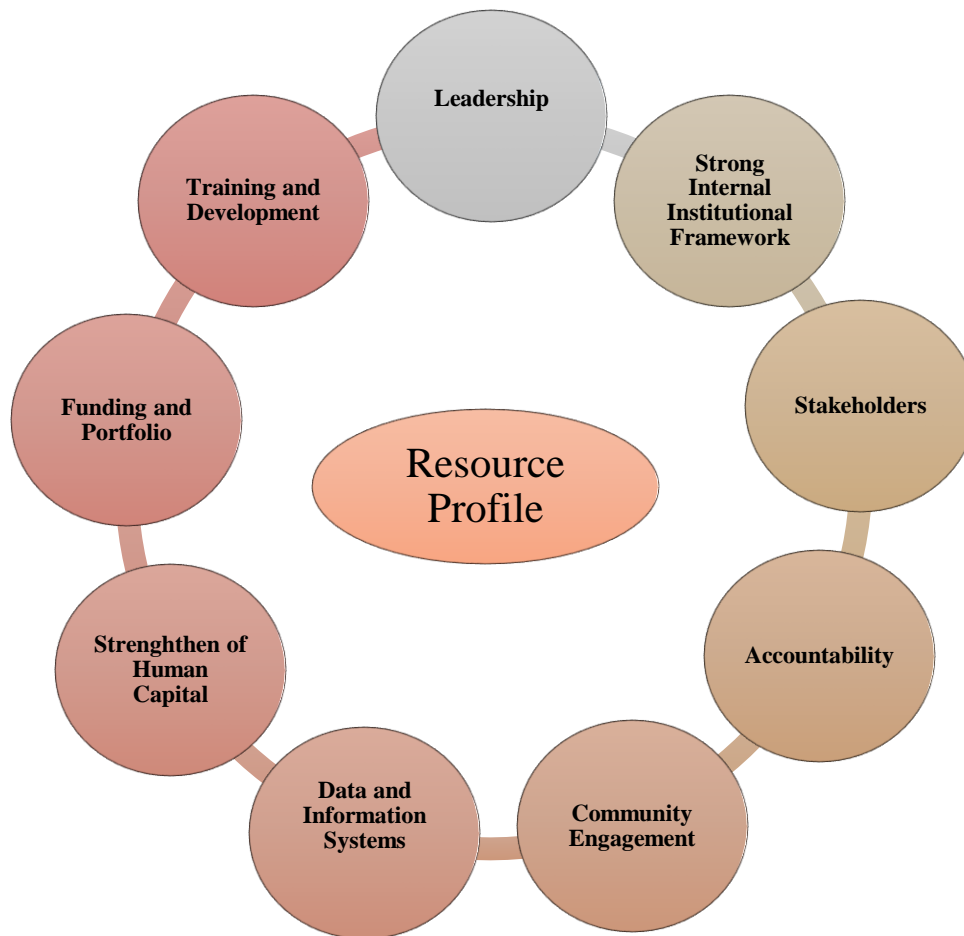 Leadership
Strong
Internal
Institutional
Framework
Stakeholders
Accountability
Community
Engagement
Data and
Information
Systems
Strenghthen of
Human
Capital
Funding and
Portfolio
Training and
Development
Resource
Profile